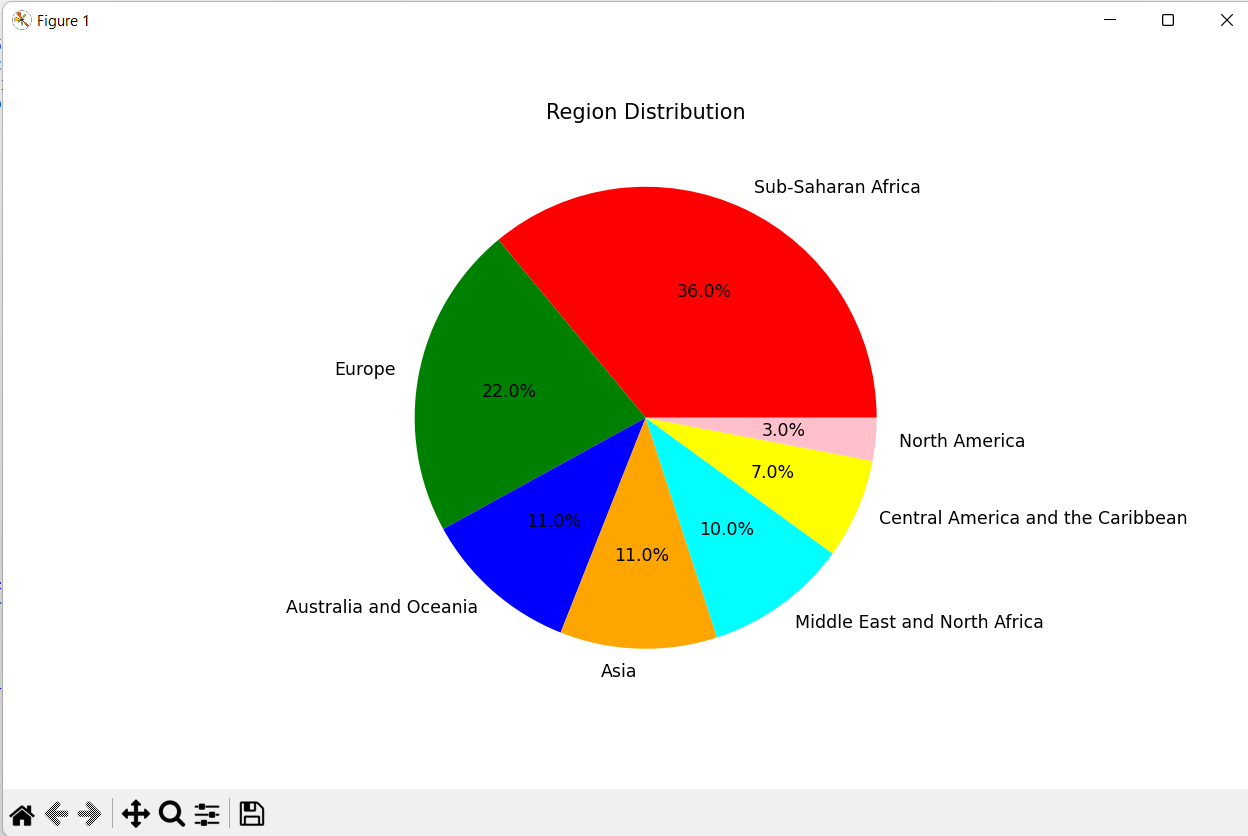 Figure 1
Region Distribution
Sub-Saharan Africa
36.0%
Europe
22.0%
3.0%
North America
7.0%
Central America and the Caribbean
11.0%
10.0%
11.0%
Australia and Oceania
Middle East and North Africa
Asia